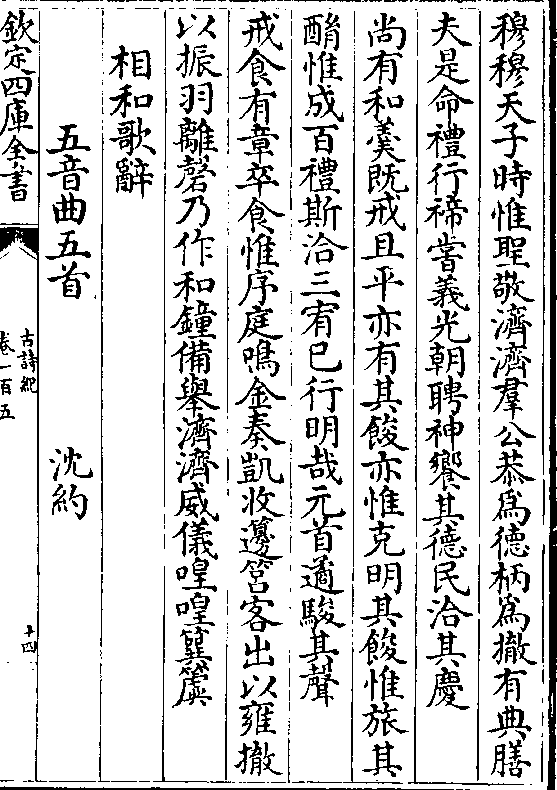 穆穆天子時惟聖敬濟濟羣公恭爲德柄爲撤有典膳
夫是命禮行禘甞義光朝聘神饗其德民洽其慶
尚有和羮既戒且平亦有其餕亦惟克明其餕惟旅其
酳惟成百禮斯洽三宥已行明哉元首遹駿其聲
戒食有章卒食惟序庭鳴金奏凱收邊筥客出以雍撤
以振羽離磬乃作和鐘備舉濟濟威儀喤喤簨簴
相和歌辭
五音曲五首 沈約
欽定四庫全書
古詩紀
卷一百五
十四